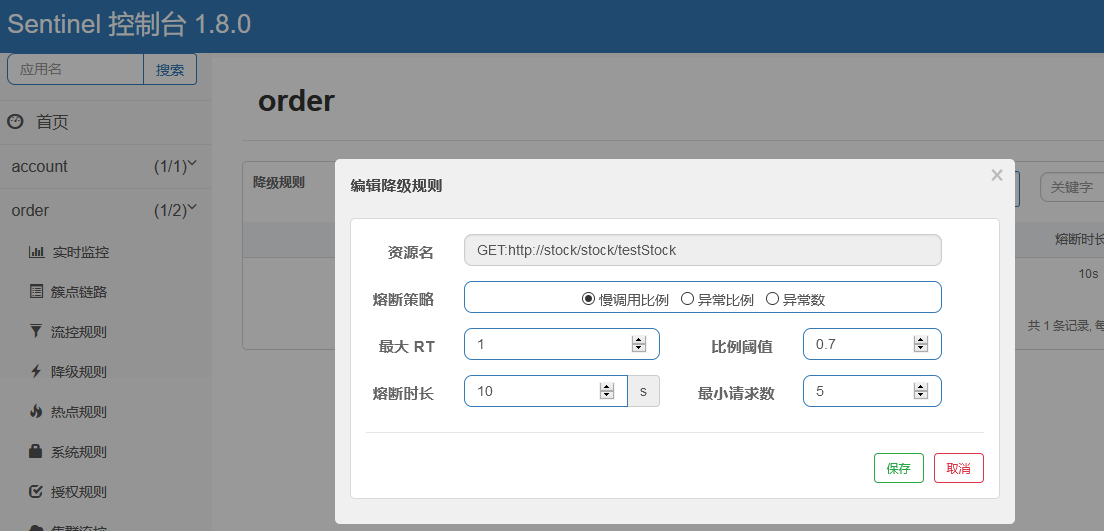 Sentinel 控制台 1.8.0
应用名 搜索
首页
account (1/1)
order (1/2)
实时监控
簇点链路
流控规则
降级规则
热点规则
系统规则
授权规则
集群流控
order
降级规则
关键字
熔断时长
10s
共 1 条记录, 每
编辑降级规则 ×
资源名 GET:http://stock/stock/testStock
熔断策略 慢调用比例 异常比例 异常数
最大 RT 1 比例阈值 0.7
熔断时长 10 s 最小请求数 5
保存 取消